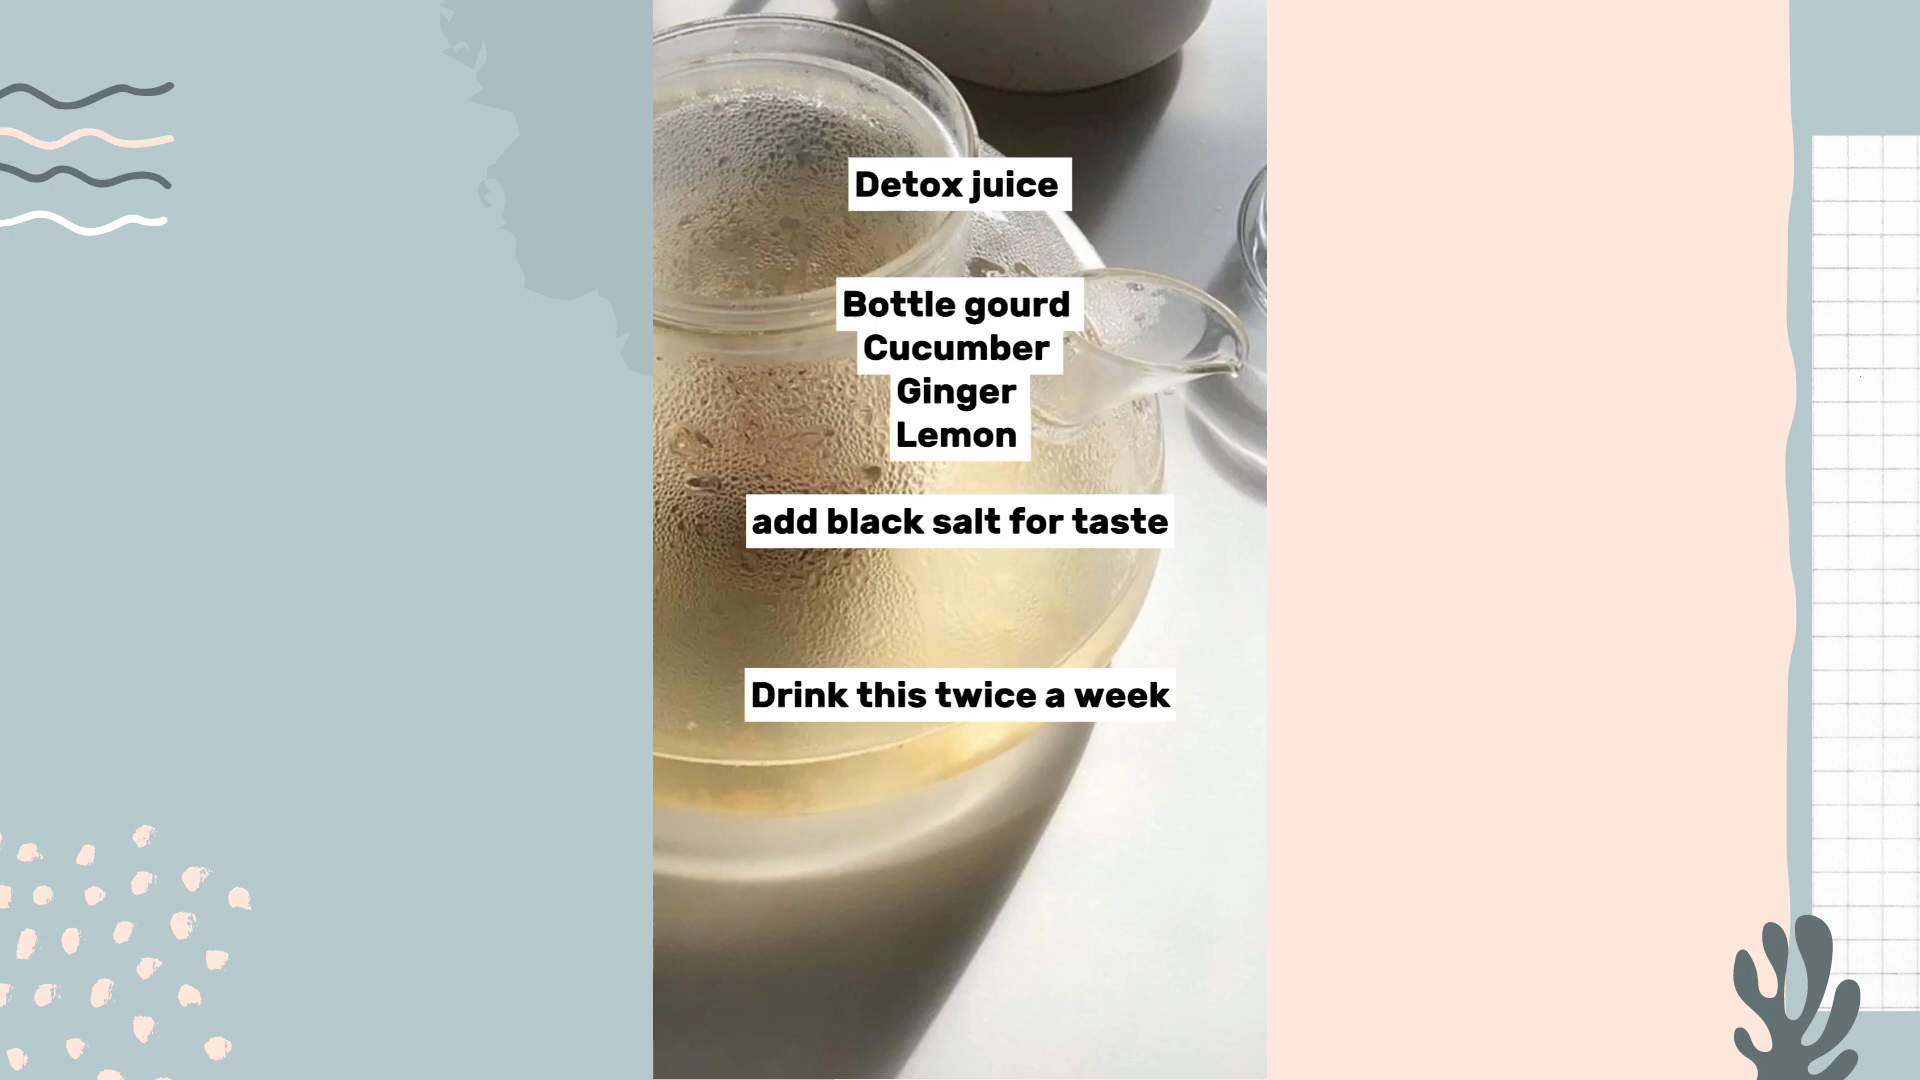 Detox juice
Bottle gourd
Cucumber
Ginger
Lemon
add black salt for taste
Drink this twice a week